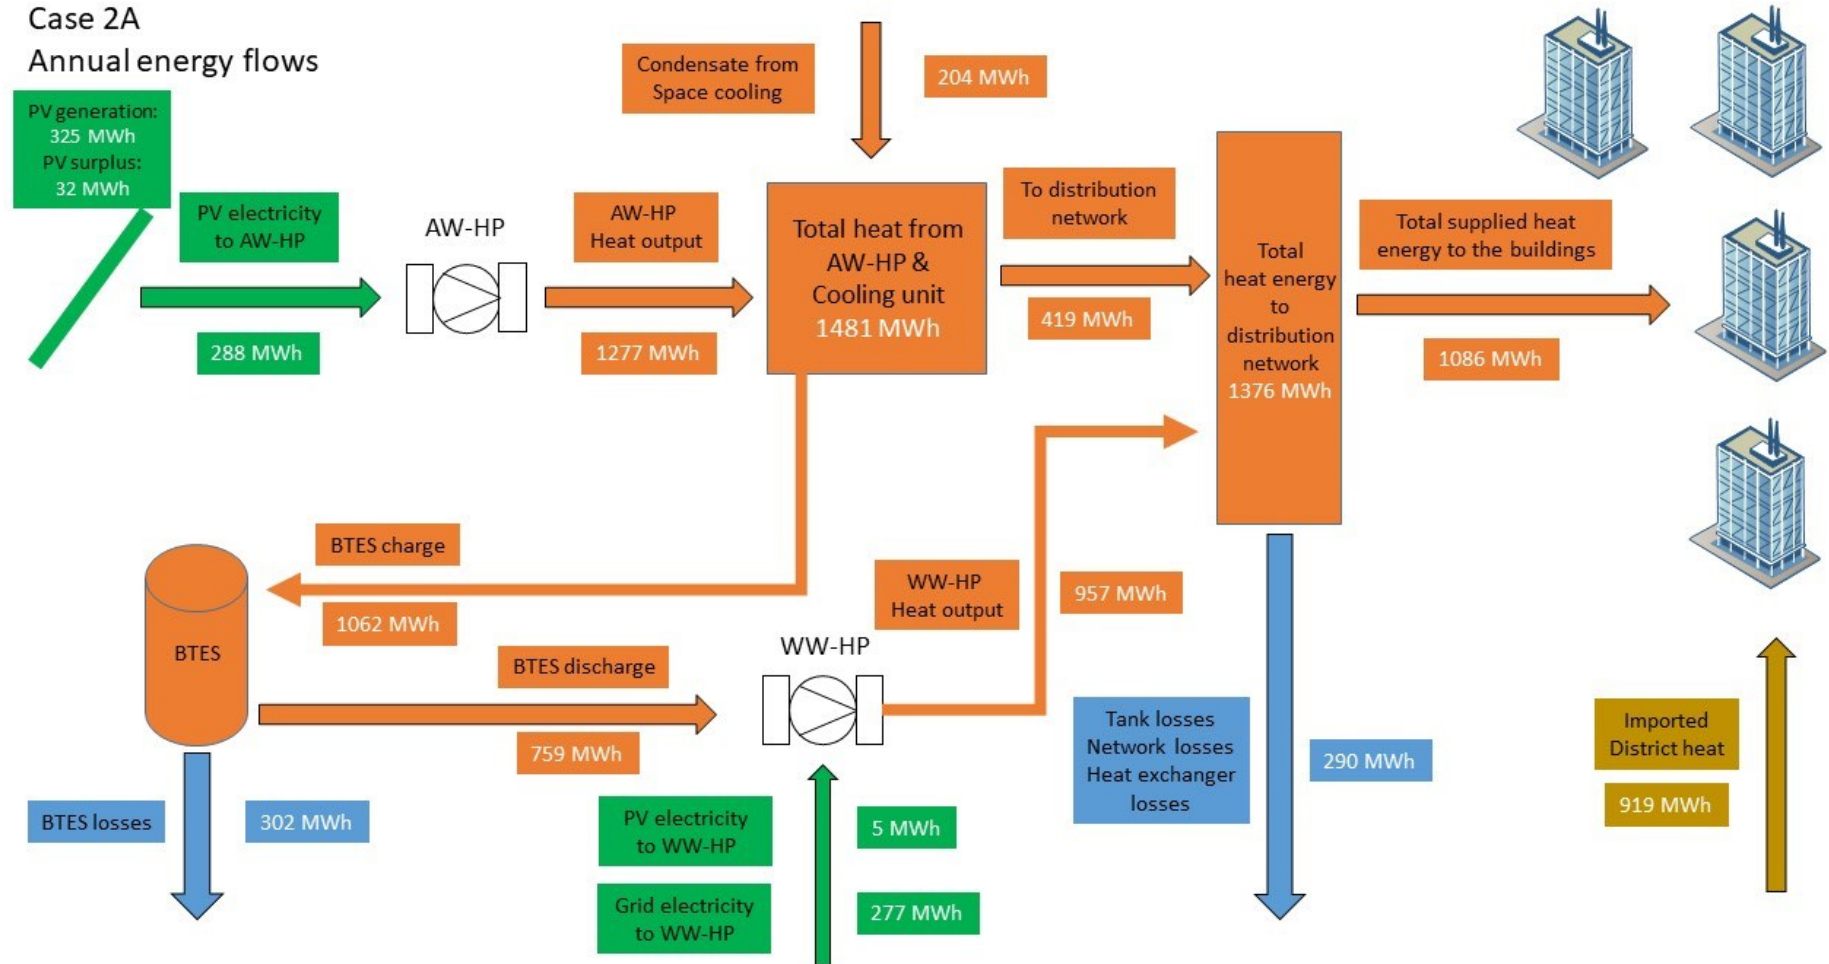 Case 2A
Annual energy flows
PV generation:
325 MWh
PV surplus:
32 MWh
PV electricity
to AW-HP
288 MWh
AW-HP
AW-HP
Heat output
1277 MWh
Condensate from
Space cooling
204 MWh
Total heat from
AW-HP &
Cooling unit
1481 MWh
To distribution
network
419 MWh
Total
heat energy
to
distribution
network
1376 MWh
Total supplied heat
energy to the buildings
1086 MWh
BTES charge
1062 MWh
BTES
BTES discharge
759 MWh
WW-HP
WW-HP
Heat output
957 MWh
BTES losses
302 MWh
PV electricity
to WW-HP
5 MWh
Grid electricity
to WW-HP
277 MWh
Tank losses
Network losses
Heat exchanger
losses
290 MWh
Imported
District heat
919 MWh